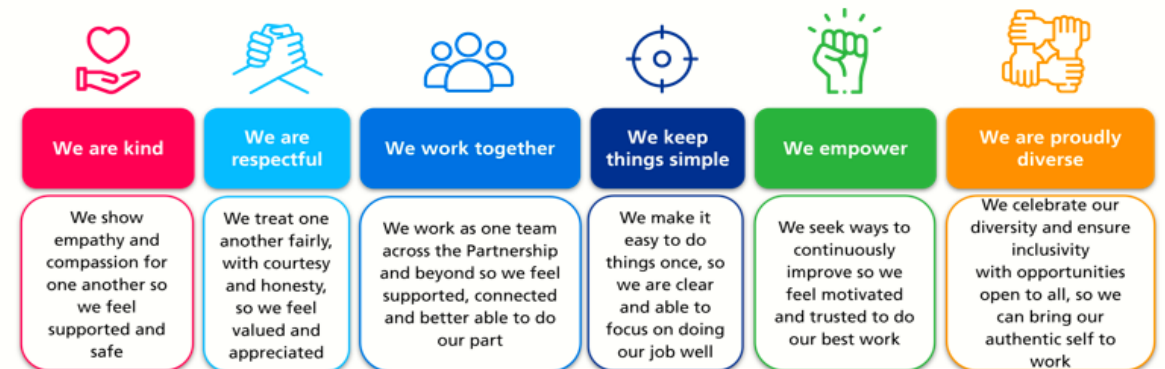 We are kind
We show
empathy and
compassion for
one another so
we feel
supported and
safe
We are
respectful
We treat one
another fairly,
with courtesy
and honesty,
so we feel
valued and
appreciated
We work together
We work as one team
across the Partnership
and beyond so we feel
supported, connected
and better able to do
our part
We keep
things simple
We make it
easy to do
things once, so
we are clear
and able to
focus on doing
our job well
We empower
We seek ways to
continuously
improve so we
feel motivated
and trusted to do
our best work
We are proudly
diverse
We celebrate our
diversity and ensure
inclusivity
with opportunities
open to all, so we
can bring our
authentic self to
work